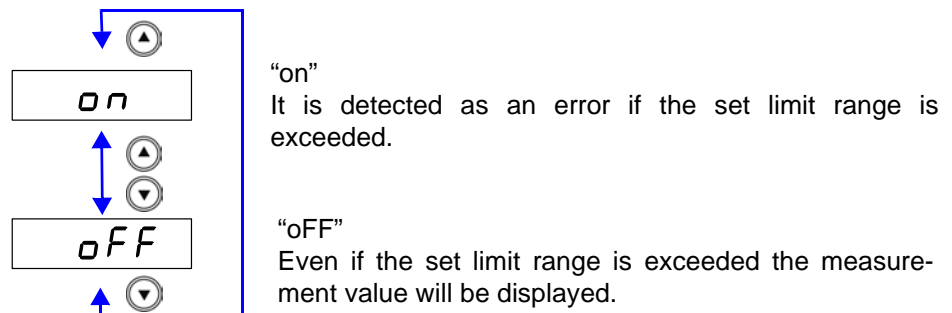 on
“on”
It is detected as an error if the set limit range is
exceeded.
oFF
“oFF”
Even if the set limit range is exceeded the measure-
ment value will be displayed.